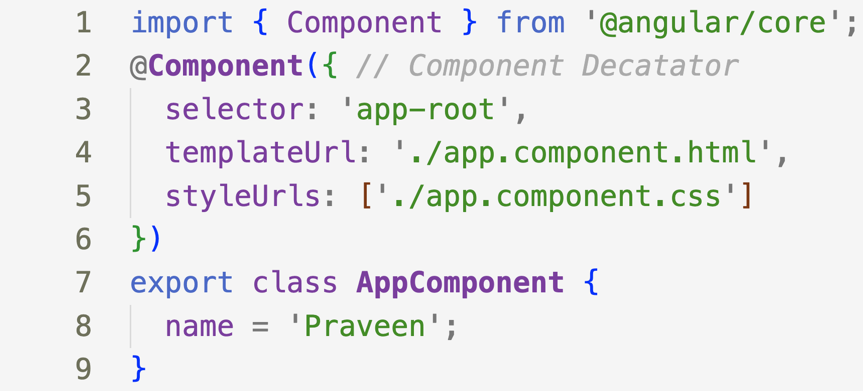 1 import { Component } from '@angular/core';
2 @Component({ // Component Decatator
3 selector: 'app-root',
4 templateUrl: './app.component.html',
5 styleUrls: ['./app.component.css']
6 })
7 export class AppComponent {
8 name = 'Praveen';
9 }